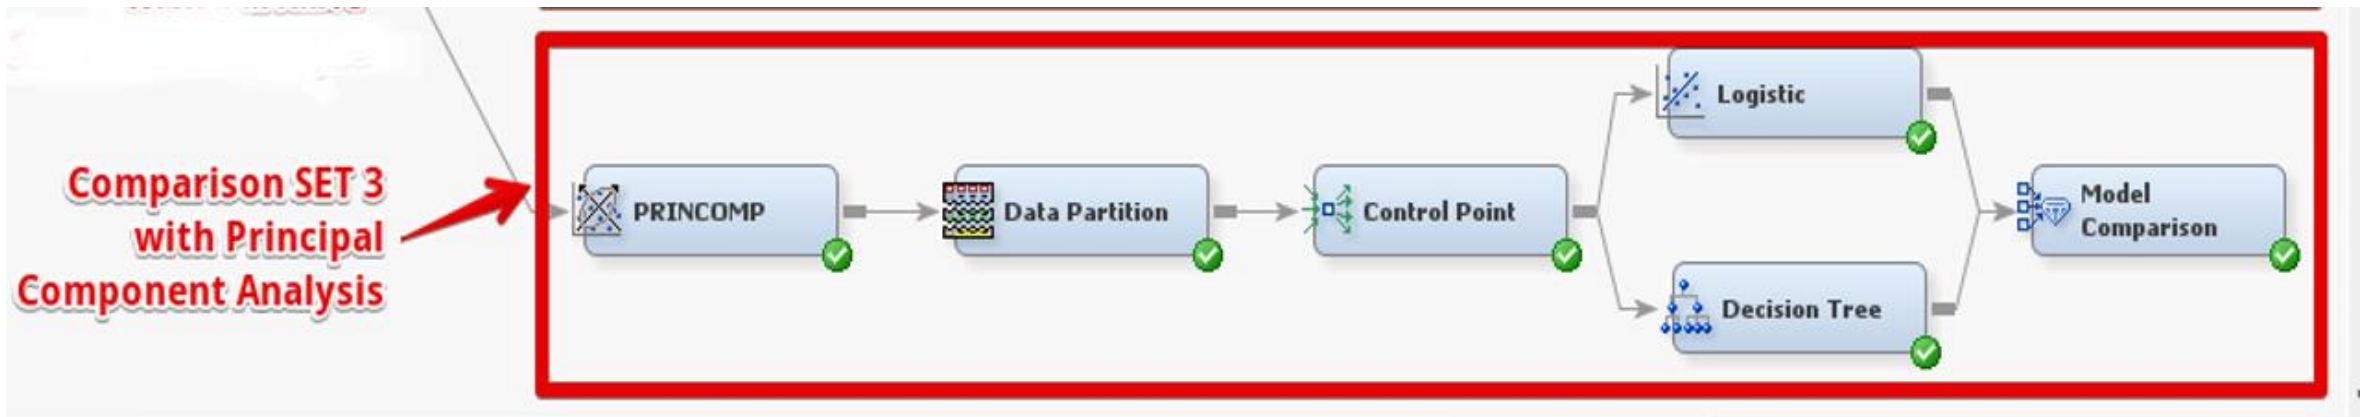 Comparison SET 3
with Principal
Component Analysis
PRINCOMP
Data Partition
Control Point
Logistic
Decision Tree
Model
Comparison